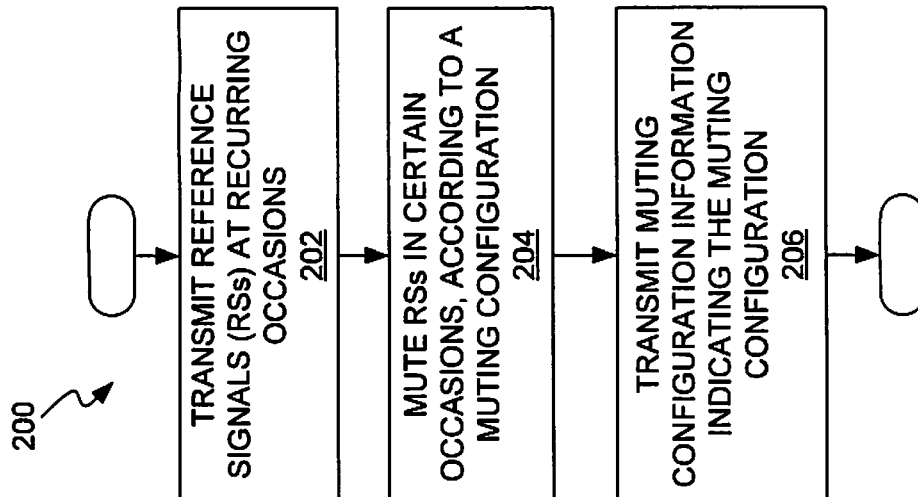 200
TRANSMIT REFERENCE
SIGNALS (RSs) AT RECURRING
OCCASIONS
202
MUTE RSs IN CERTAIN
OCCASIONS, ACCORDING TO A
MUTING CONFIGURATION
204
TRANSMIT MUTING
CONFIGURATION INFORMATION
INDICATING THE MUTING
CONFIGURATION
206